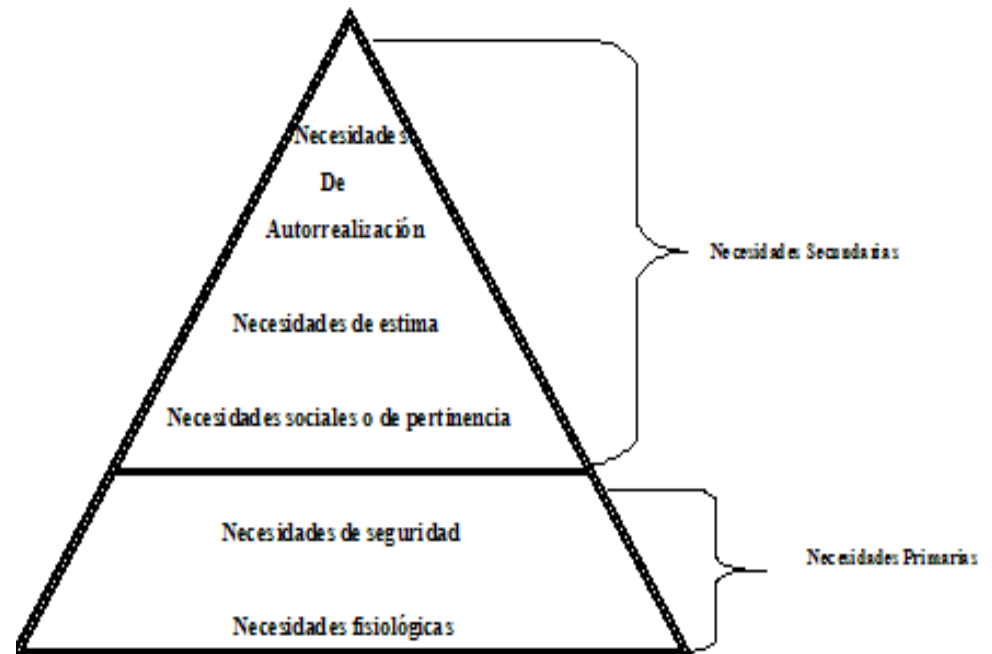 Necesidades
De
Autorrealización
Necesidades Secundarias
Necesidades de estima
Necesidades sociales o de pertinencia
Necesidades de seguridad
Necesidades Primarias
Necesidades fisiológicas